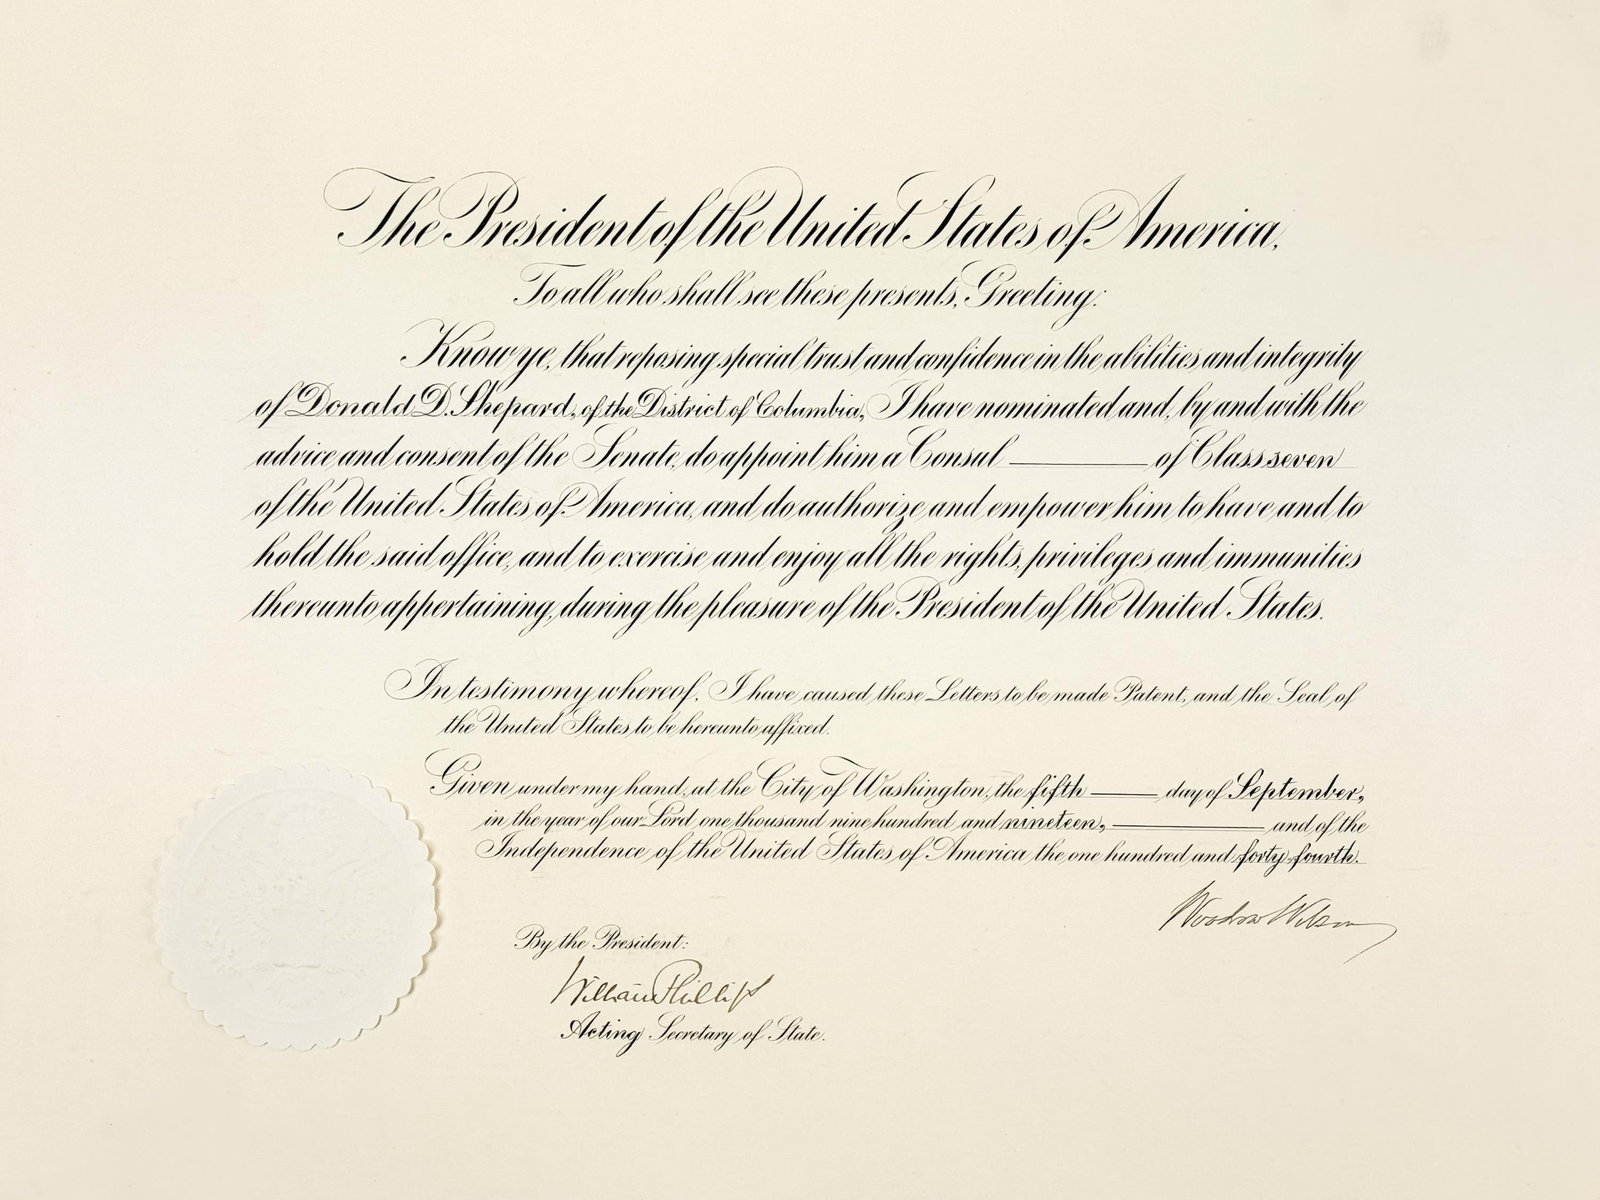 The President of the United States of America,
To all who shall see these presents, Greeting:
Know ye, that reposing special trust and confidence in the abilities and integrity
of Donald D. Shepard, of the District of Columbia, I have nominated and, by and with the
advice and consent of the Senate, do appoint him a Consul of Class seven
of the United States of America, and do authorize and empower him to have and to
hold the said office, and to exercise and enjoy all the rights, privileges and immunities
thereunto appertaining, during the pleasure of the President of the United States.
In testimony whereof, I have caused these Letters to be made Patent, and the Seal of
the United States to be hereunto affixed.
Given under my hand, at the City of Washington, the fifth day of September,
in the year of our Lord one thousand nine hundred and nineteen, and of the
Independence of the United States of America the one hundred and forty-fourth.
Woodrow Wilson
By the President:
William Phillips
Acting Secretary of State.